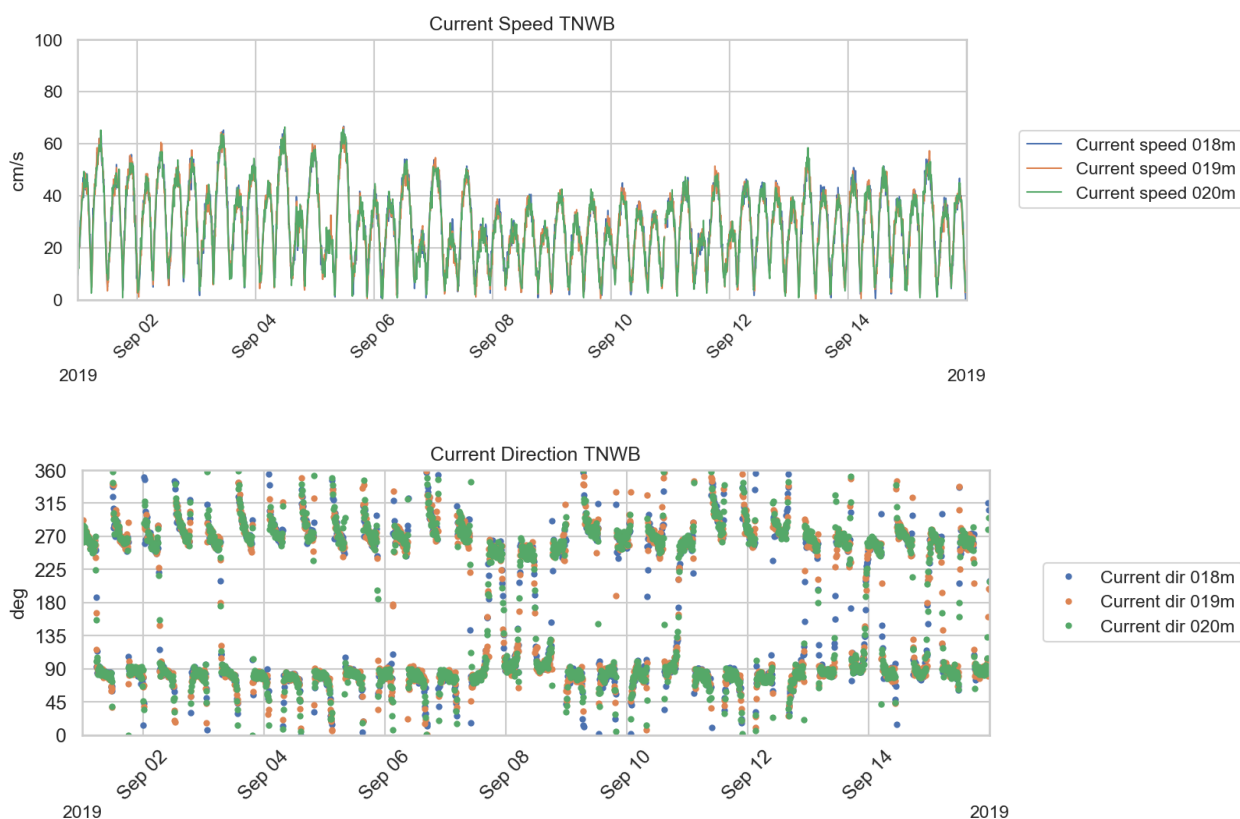 Current Speed TNWB
100
80
60
40
20
0
cm/s
Sep 02
Sep 04
Sep 06
Sep 08
Sep 10
Sep 12
Sep 14
2019
2019
Current speed 018m
Current speed 019m
Current speed 020m
Current Direction TNWB
360
315
270
225
180
135
90
45
0
deg
Sep 02
Sep 04
Sep 06
Sep 08
Sep 10
Sep 12
Sep 14
2019
2019
Current dir 018m
Current dir 019m
Current dir 020m